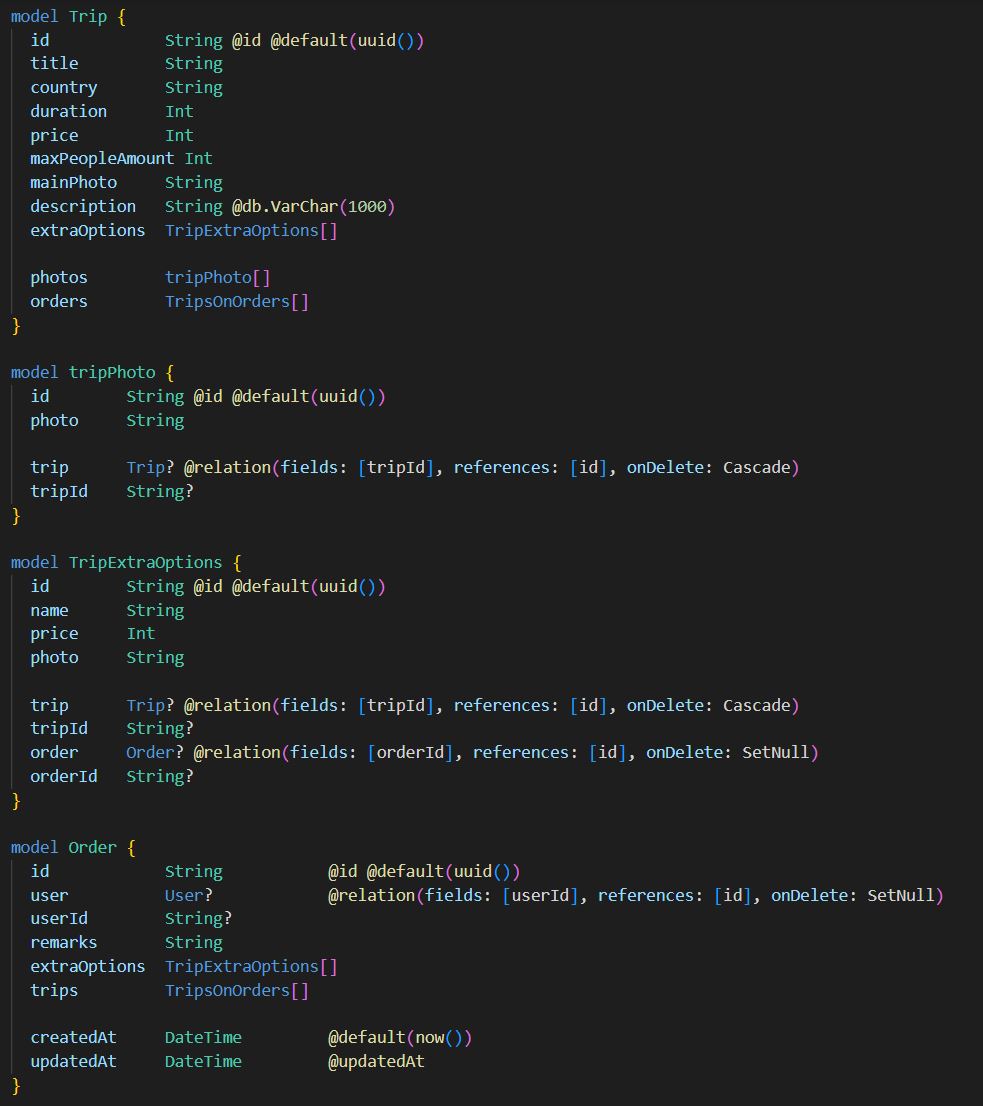 model Trip {
  id            String @id @default(uuid())
  title         String
  country       String
  duration      Int
  price         Int
  maxPeopleAmount Int
  mainPhoto     String
  description   String @db.VarChar(1000)
  extraOptions  TripExtraOptions[]

  photos        tripPhoto[]
  orders        TripsOnOrders[]
}

model tripPhoto {
  id        String @id @default(uuid())
  photo     String

  trip      Trip? @relation(fields: [tripId], references: [id], onDelete: Cascade)
  tripId    String?
}

model TripExtraOptions {
  id        String @id @default(uuid())
  name      String
  price     Int
  photo     String

  trip      Trip? @relation(fields: [tripId], references: [id], onDelete: Cascade)
  tripId    String?
  order     Order? @relation(fields: [orderId], references: [id], onDelete: SetNull)
  orderId   String?
}

model Order {
  id            String           @id @default(uuid())
  user          User?            @relation(fields: [userId], references: [id], onDelete: SetNull)
  userId        String?
  remarks       String
  extraOptions  TripExtraOptions[]
  trips         TripsOnOrders[]

  createdAt     DateTime         @default(now())
  updatedAt     DateTime         @updatedAt
}